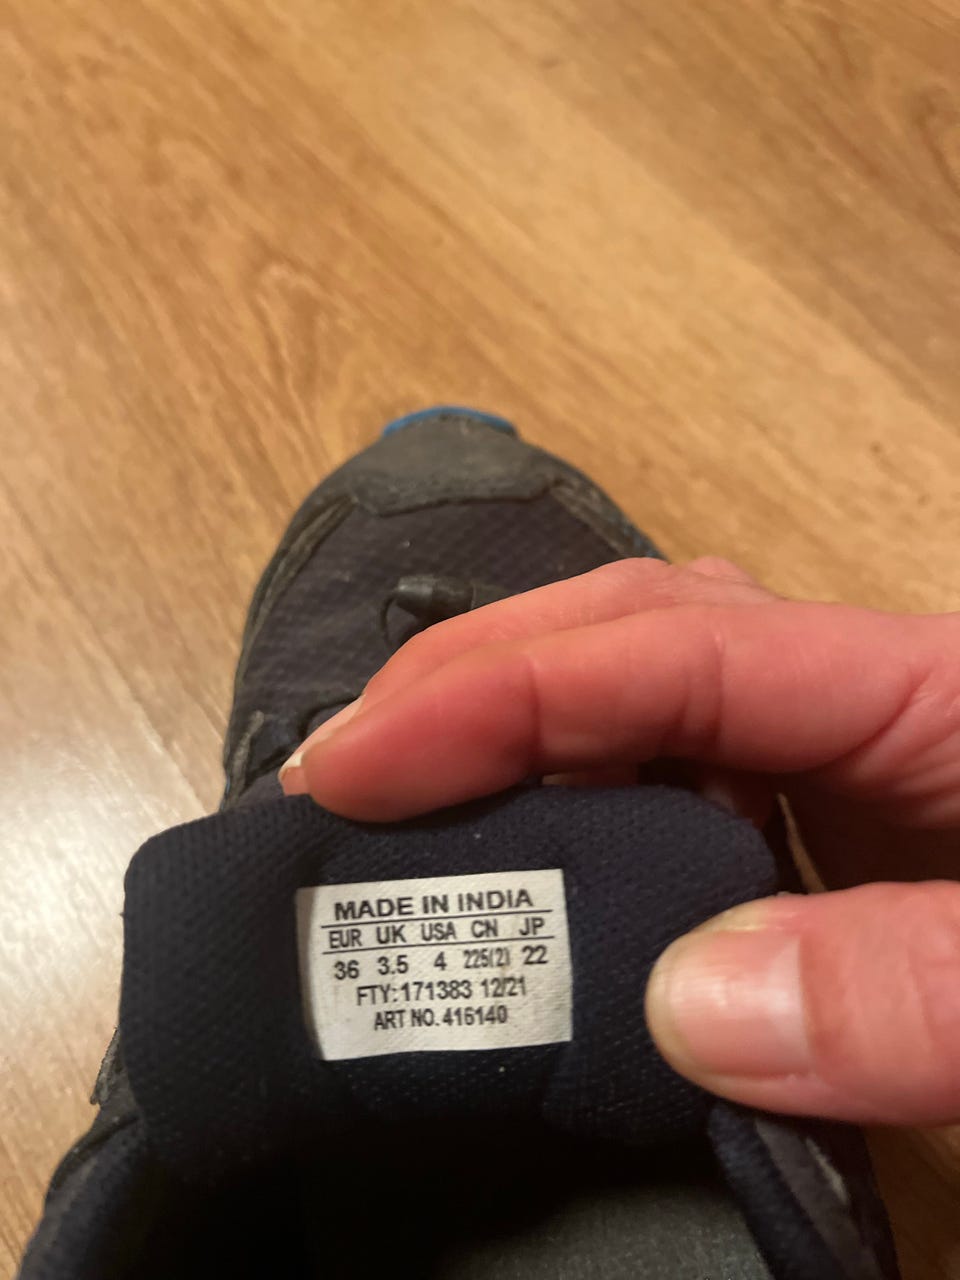 MADE IN INDIA
EUR UK USA CN JP
36 3.5 4 225(2) 22
FTY: 171383 12/21
ART NO. 416140